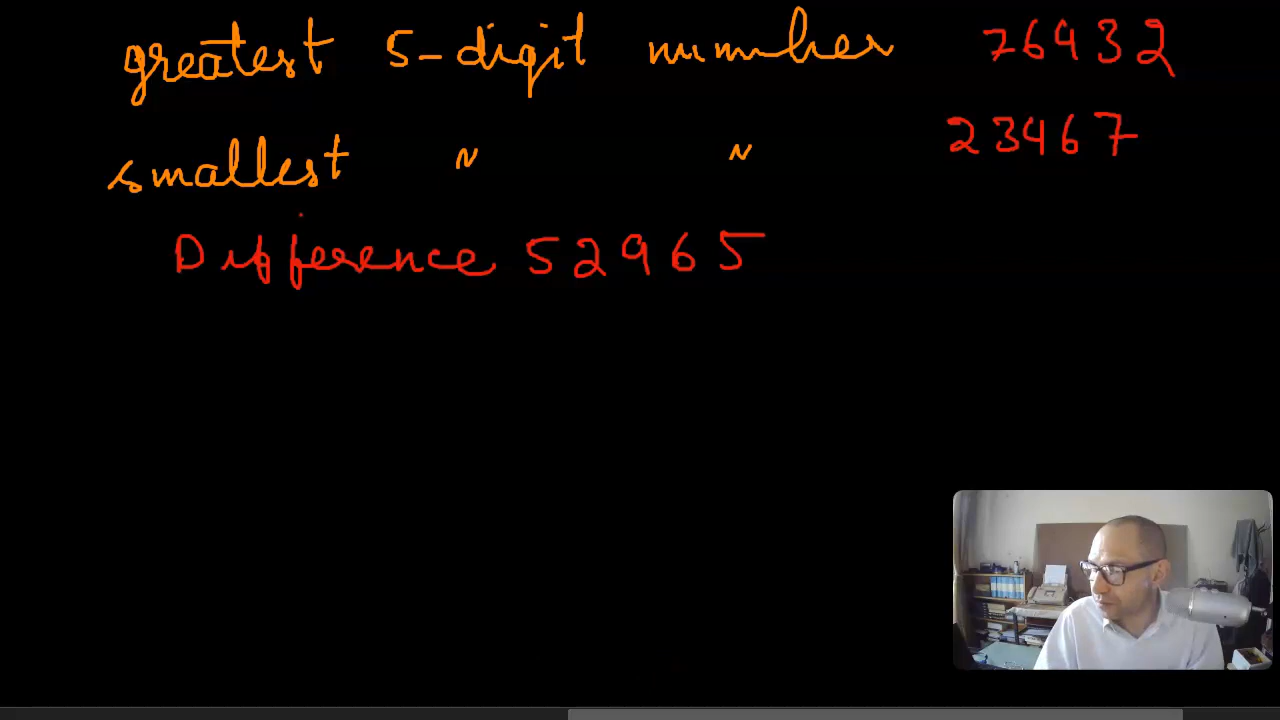 greatest 5-digit number 76432
smallest " " 23467
Difference 52965